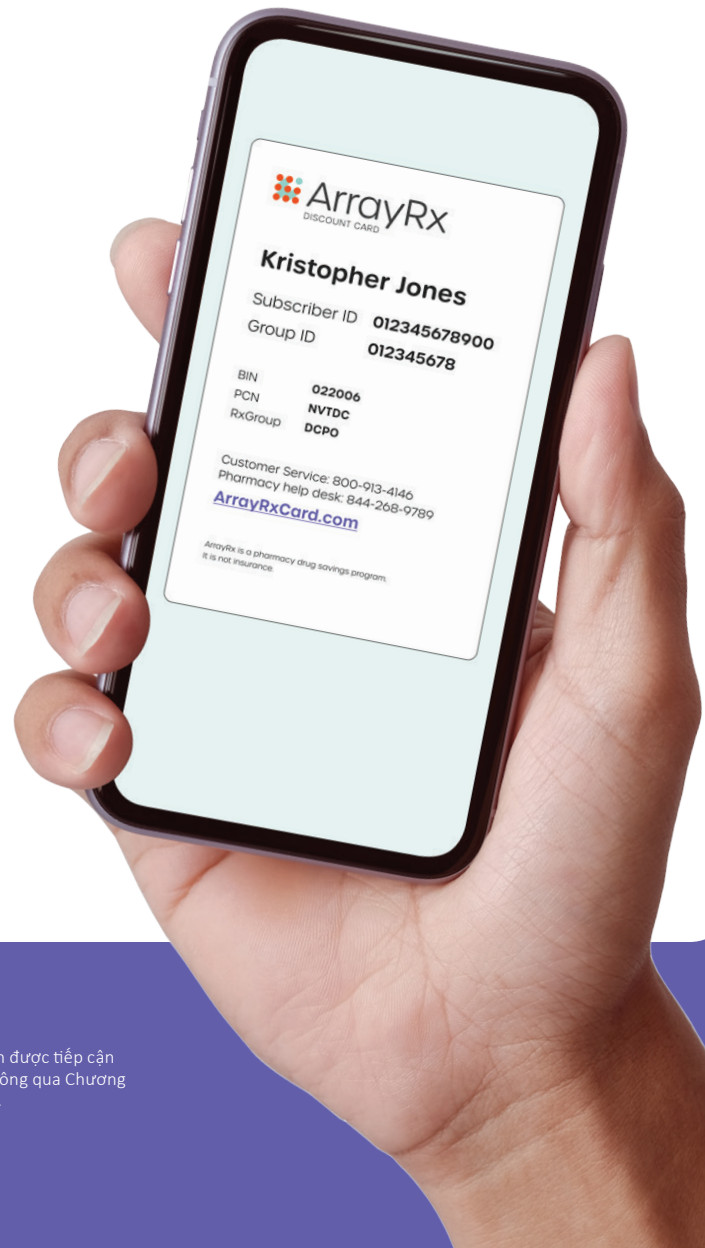 ArrayRx
DISCOUNT CARD
Kristopher Jones
Subscriber ID 012345678900
Group ID 012345678
BIN 022006
PCN NVTDC
RxGroup DCPO
Customer Service: 800-913-4146
Pharmacy help desk: 844-268-9789
ArrayRxCard.com
ArrayRx is a pharmacy drug savings program.
It is not insurance.
được tiếp cận
qua Chương